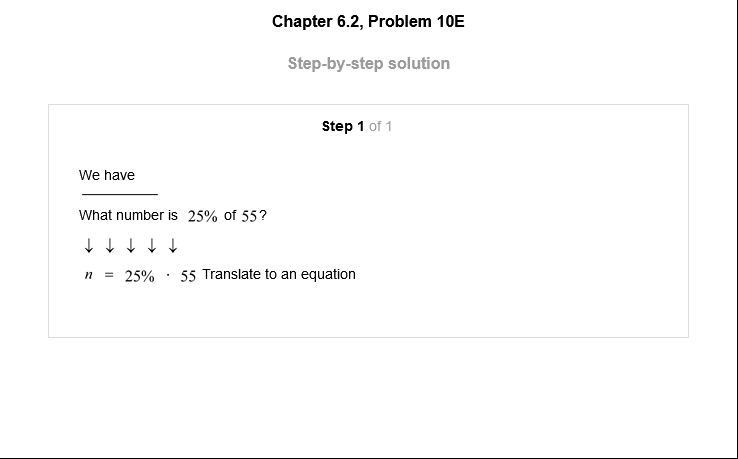 Chapter 6.2, Problem 10E
Step-by-step solution
Step 1 of 1
We have
What number is 25% of 55?
↓ ↓ ↓ ↓ ↓
n = 25% · 55 Translate to an equation